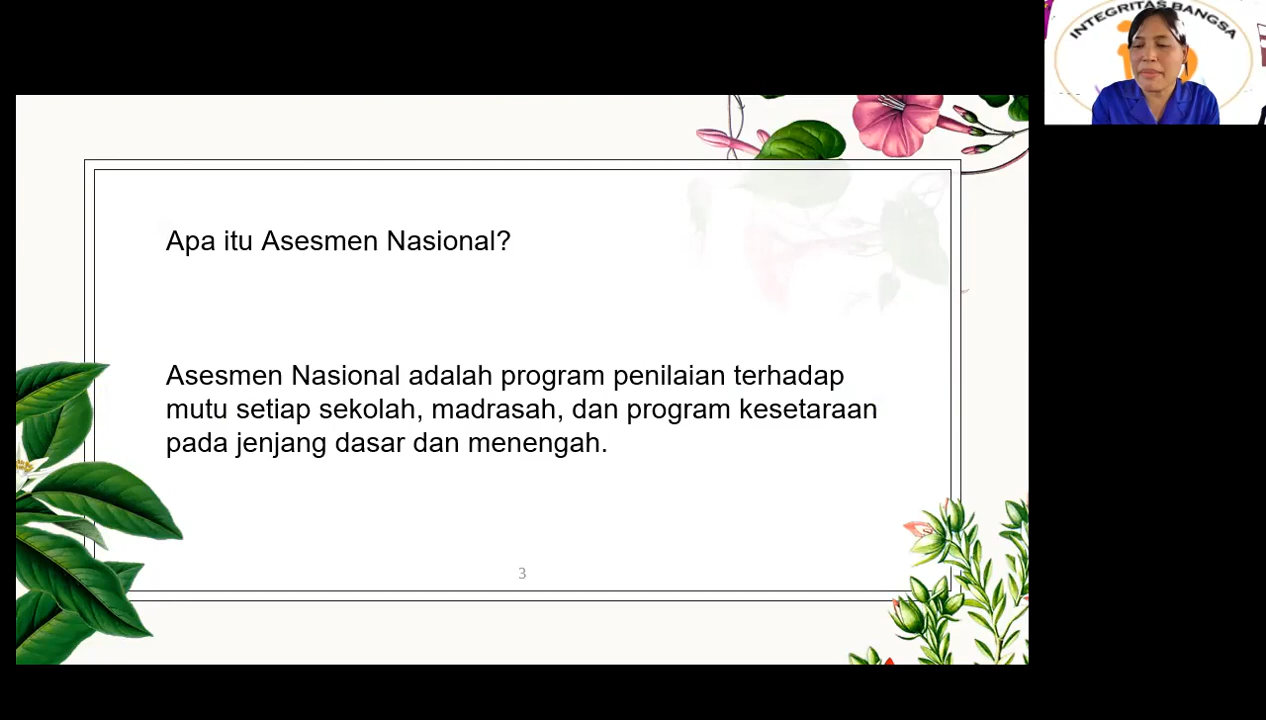 INTEGRITAS BANGSA
Apa itu Asesmen Nasional?
Asesmen Nasional adalah program penilaian terhadap
mutu setiap sekolah, madrasah, dan program kesetaraan
pada jenjang dasar dan menengah.
3